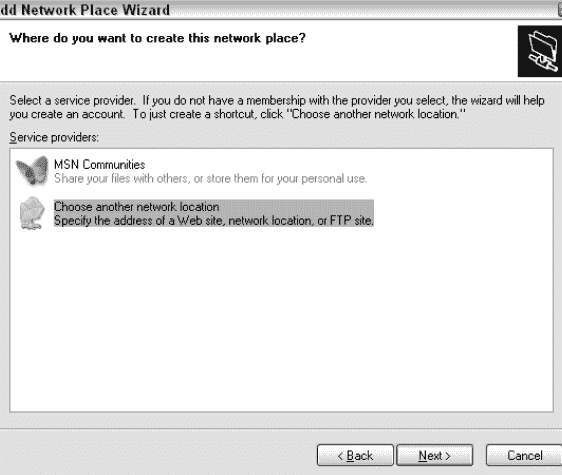 dd Network Place Wizard
Where do you want to create this network place?
Select a service provider. If you do not have a membership with the provider you select, the wizard will help
you create an account. To just create a shortcut, click "Choose another network location."
Service providers:
MSN Communities
Share your files with others, or store them for your personal use.
Choose another network location
Specify the address of a Web site, network location, or FTP site.
< Back
Next >
Cancel